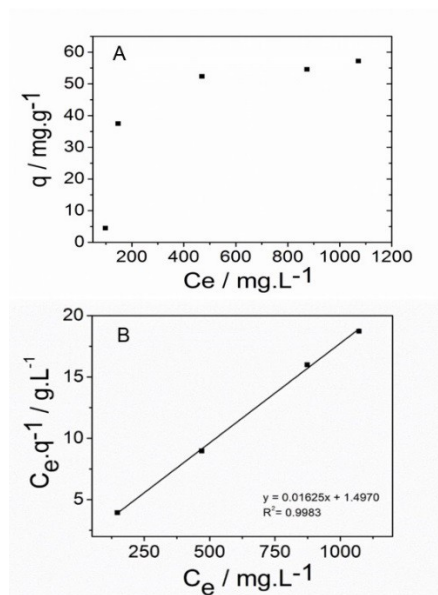 A
60
50
40
30
20
10
0
q / mg.g-1
200 400 600 800 1000 1200
Ce / mg.L-1
B
20
15
10
5
Ce.q-1 / g.L-1
y = 0.01625x + 1.4970
R2= 0.9983
250 500 750 1000
Ce / mg.L-1